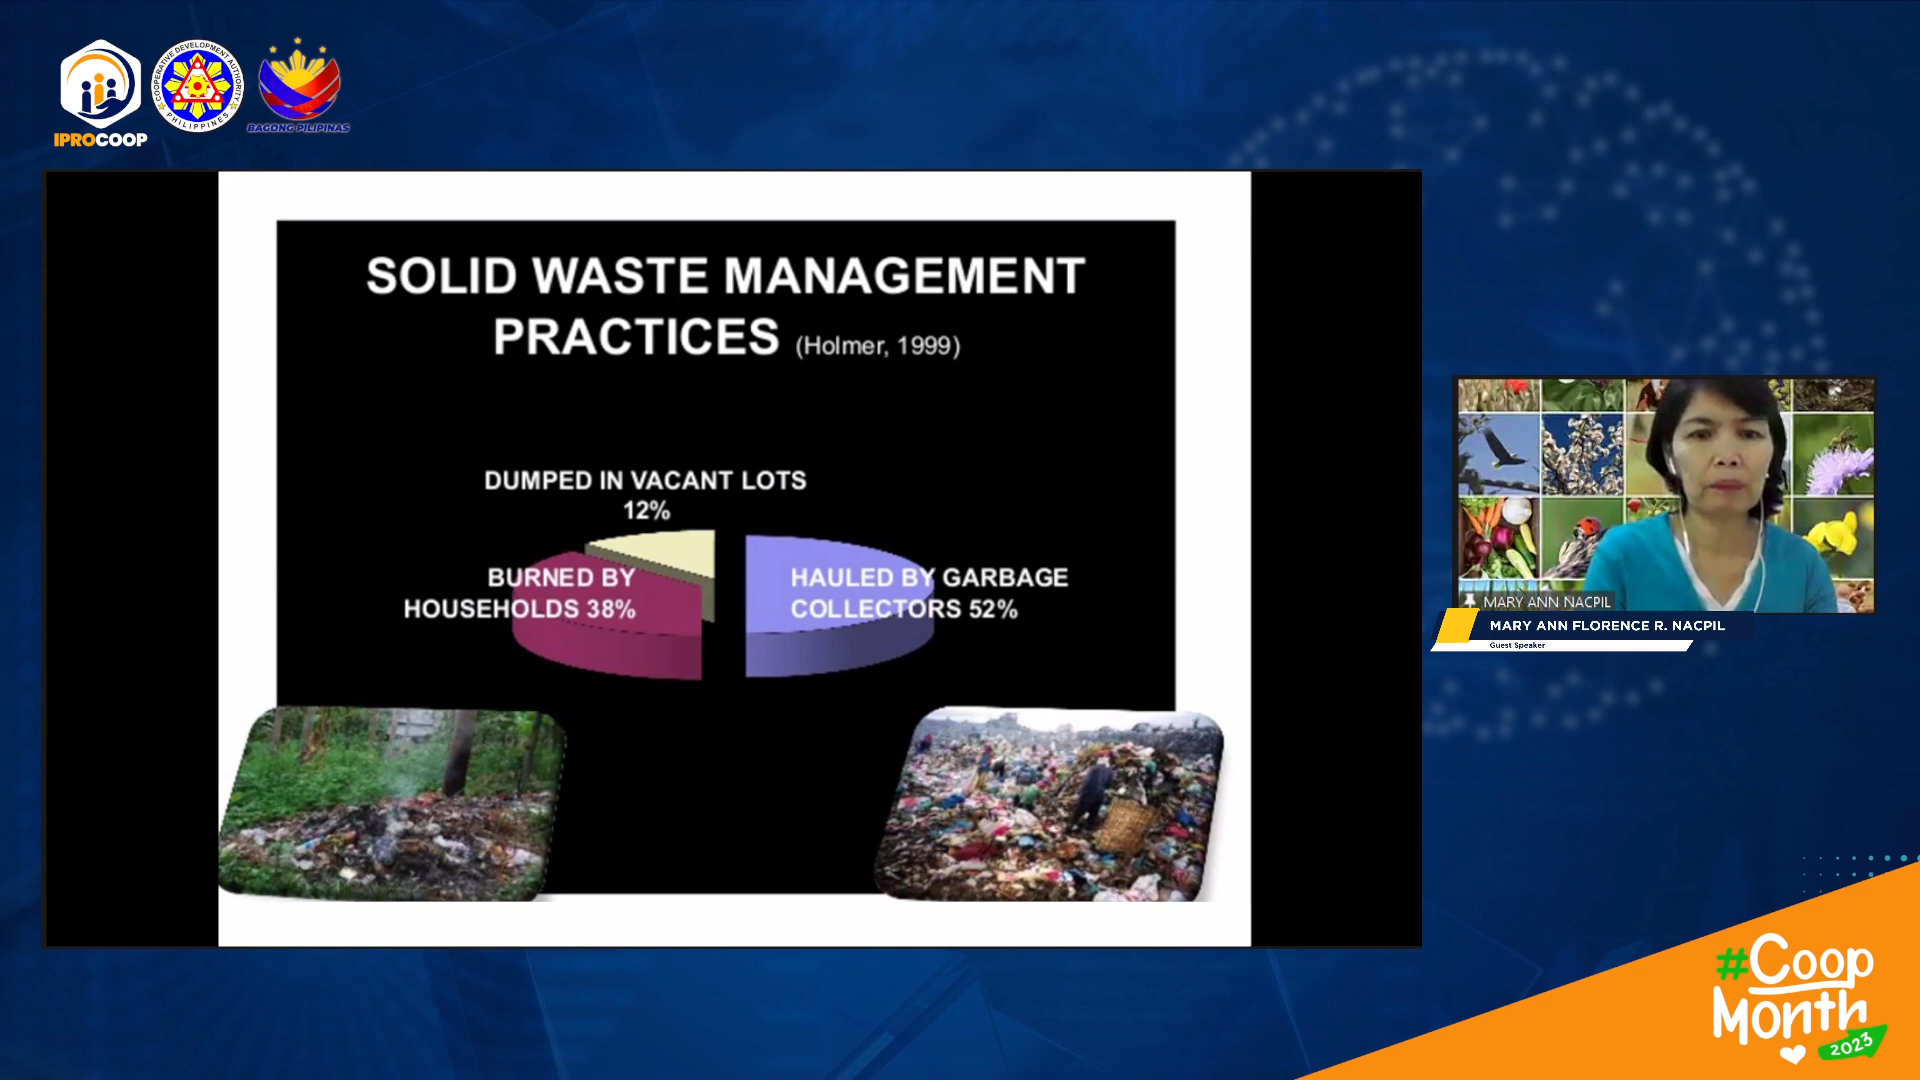 IPROCOOP
COOPERATIVE DEVELOPMENT AUTHORITY
PHILIPPINES
BAGONG PILIPINAS
SOLID WASTE MANAGEMENT
PRACTICES (Holmer, 1999)
DUMPED IN VACANT LOTS
12%
BURNED BY
HOUSEHOLDS 38%
HAULED BY GARBAGE
COLLECTORS 52%
MARY ANN NACPIL
MARY ANN FLORENCE R. NACPIL
Guest Speaker
#Coop
Month
2023